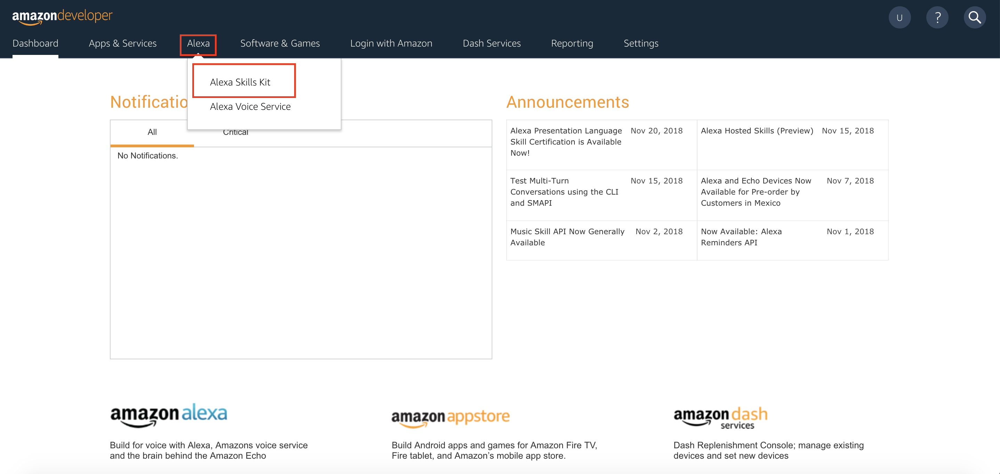 amazondeveloper
U
?
Dashboard
Apps & Services
Alexa
Software & Games
Login with Amazon
Dash Services
Reporting
Settings
Alexa Skills Kit
Alexa Voice Service
Notificatio
All
Critical
No Notifications.
Announcements
Alexa Presentation Language
Skill Certification is Available
Now!
Nov 20, 2018
Alexa Hosted Skills (Preview)
Nov 15, 2018
Test Multi-Turn
Conversations using the CLI
and SMAPI
Nov 15, 2018
Alexa and Echo Devices Now
Available for Pre-order by
Customers in Mexico
Nov 7, 2018
Music Skill API Now Generally
Available
Nov 2, 2018
Now Available: Alexa
Reminders API
Nov 1, 2018
amazon alexa
Build for voice with Alexa, Amazons voice service
and the brain behind the Amazon Echo
amazon appstore
Build Android apps and games for Amazon Fire TV,
Fire tablet, and Amazon’s mobile app store.
amazon dash
services
Dash Replenishment Console; manage existing
devices and set new devices